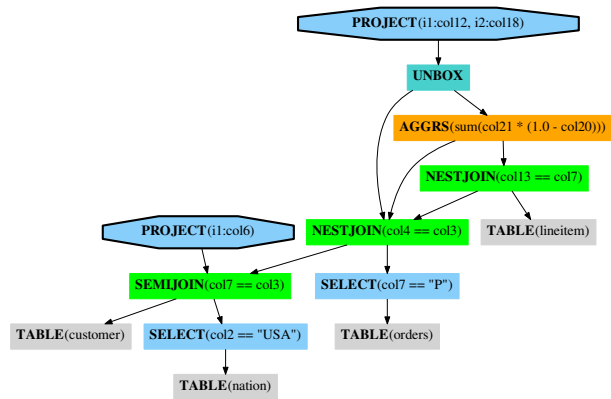 PROJECT(i1:col12, i2:col18)
UNBOX
AGGRS(sum(col21 * (1.0 - col20)))
NESTJOIN(col13 == col7)
PROJECT(i1:col6)
NESTJOIN(col4 == col3)
TABLE(lineitem)
SEMIJOIN(col7 == col3)
SELECT(col7 == "P")
TABLE(customer)
SELECT(col2 == "USA")
TABLE(orders)
TABLE(nation)